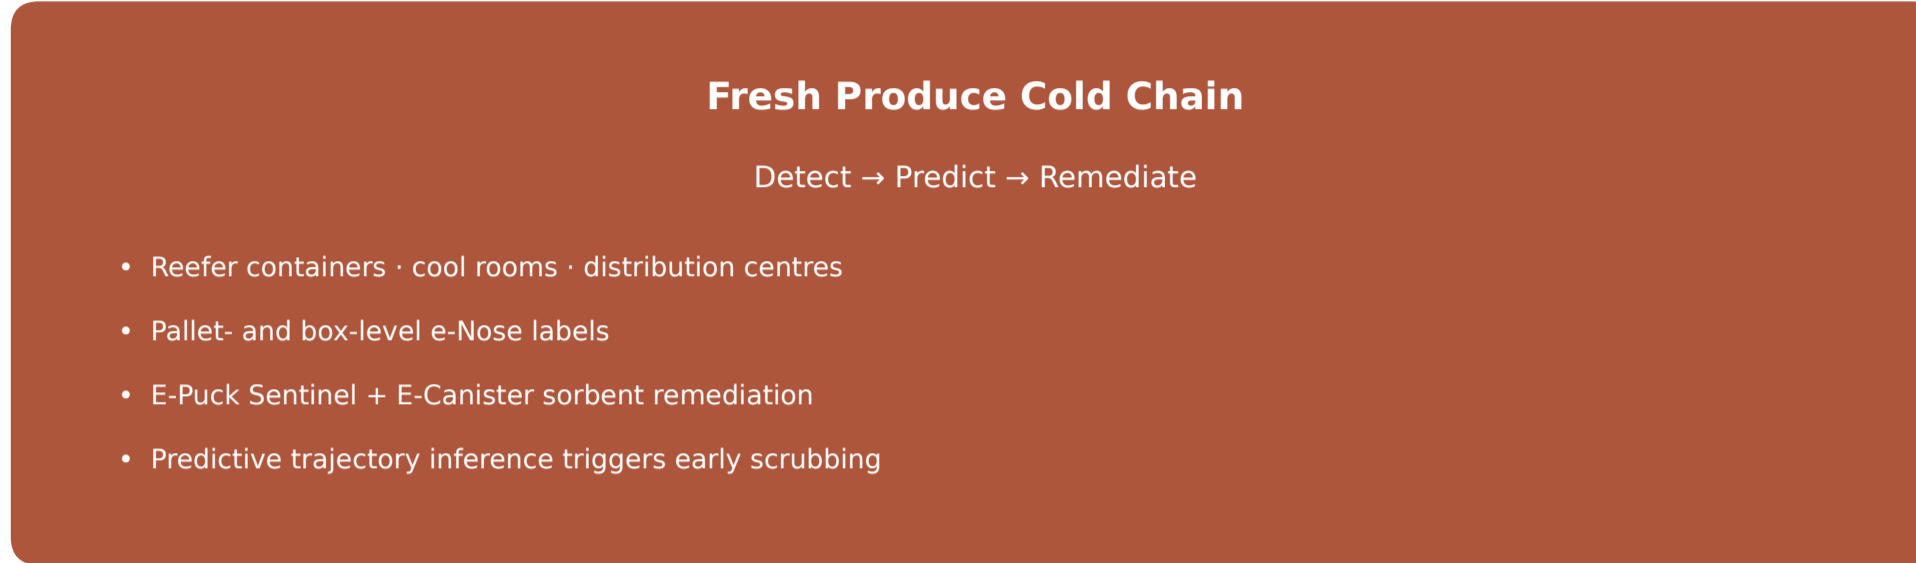 Fresh Produce Cold Chain
Detect → Predict → Remediate
• Reefer containers · cool rooms · distribution centres
• Pallet- and box-level e-Nose labels
• E-Puck Sentinel + E-Canister sorbent remediation
• Predictive trajectory inference triggers early scrubbing